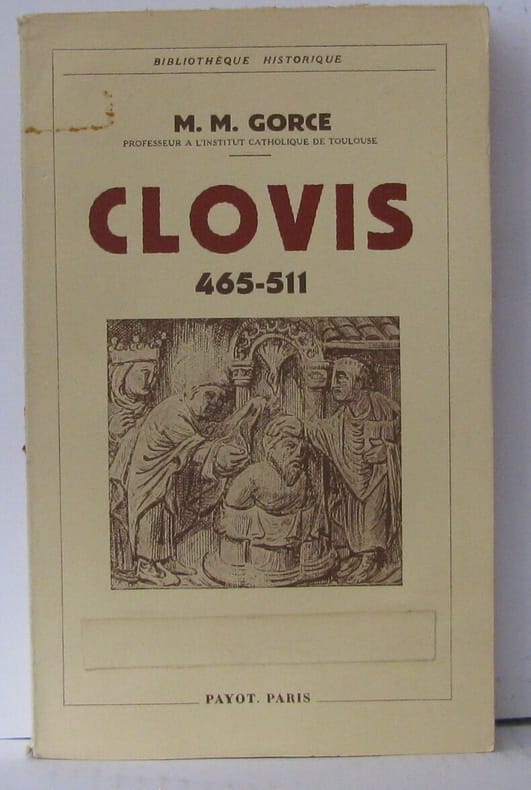 BIBLIOTHÈQUE HISTORIQUE
M. M. GORCE
PROFESSEUR A L'INSTITUT CATHOLIQUE DE TOULOUSE
CLOVIS
465-511
PAYOT. PARIS